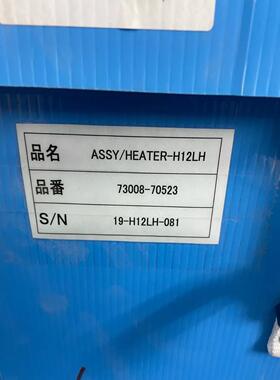 品名 ASSY/HEATER-H12LH
品番 73008-70523
S/N 19-H12LH-081